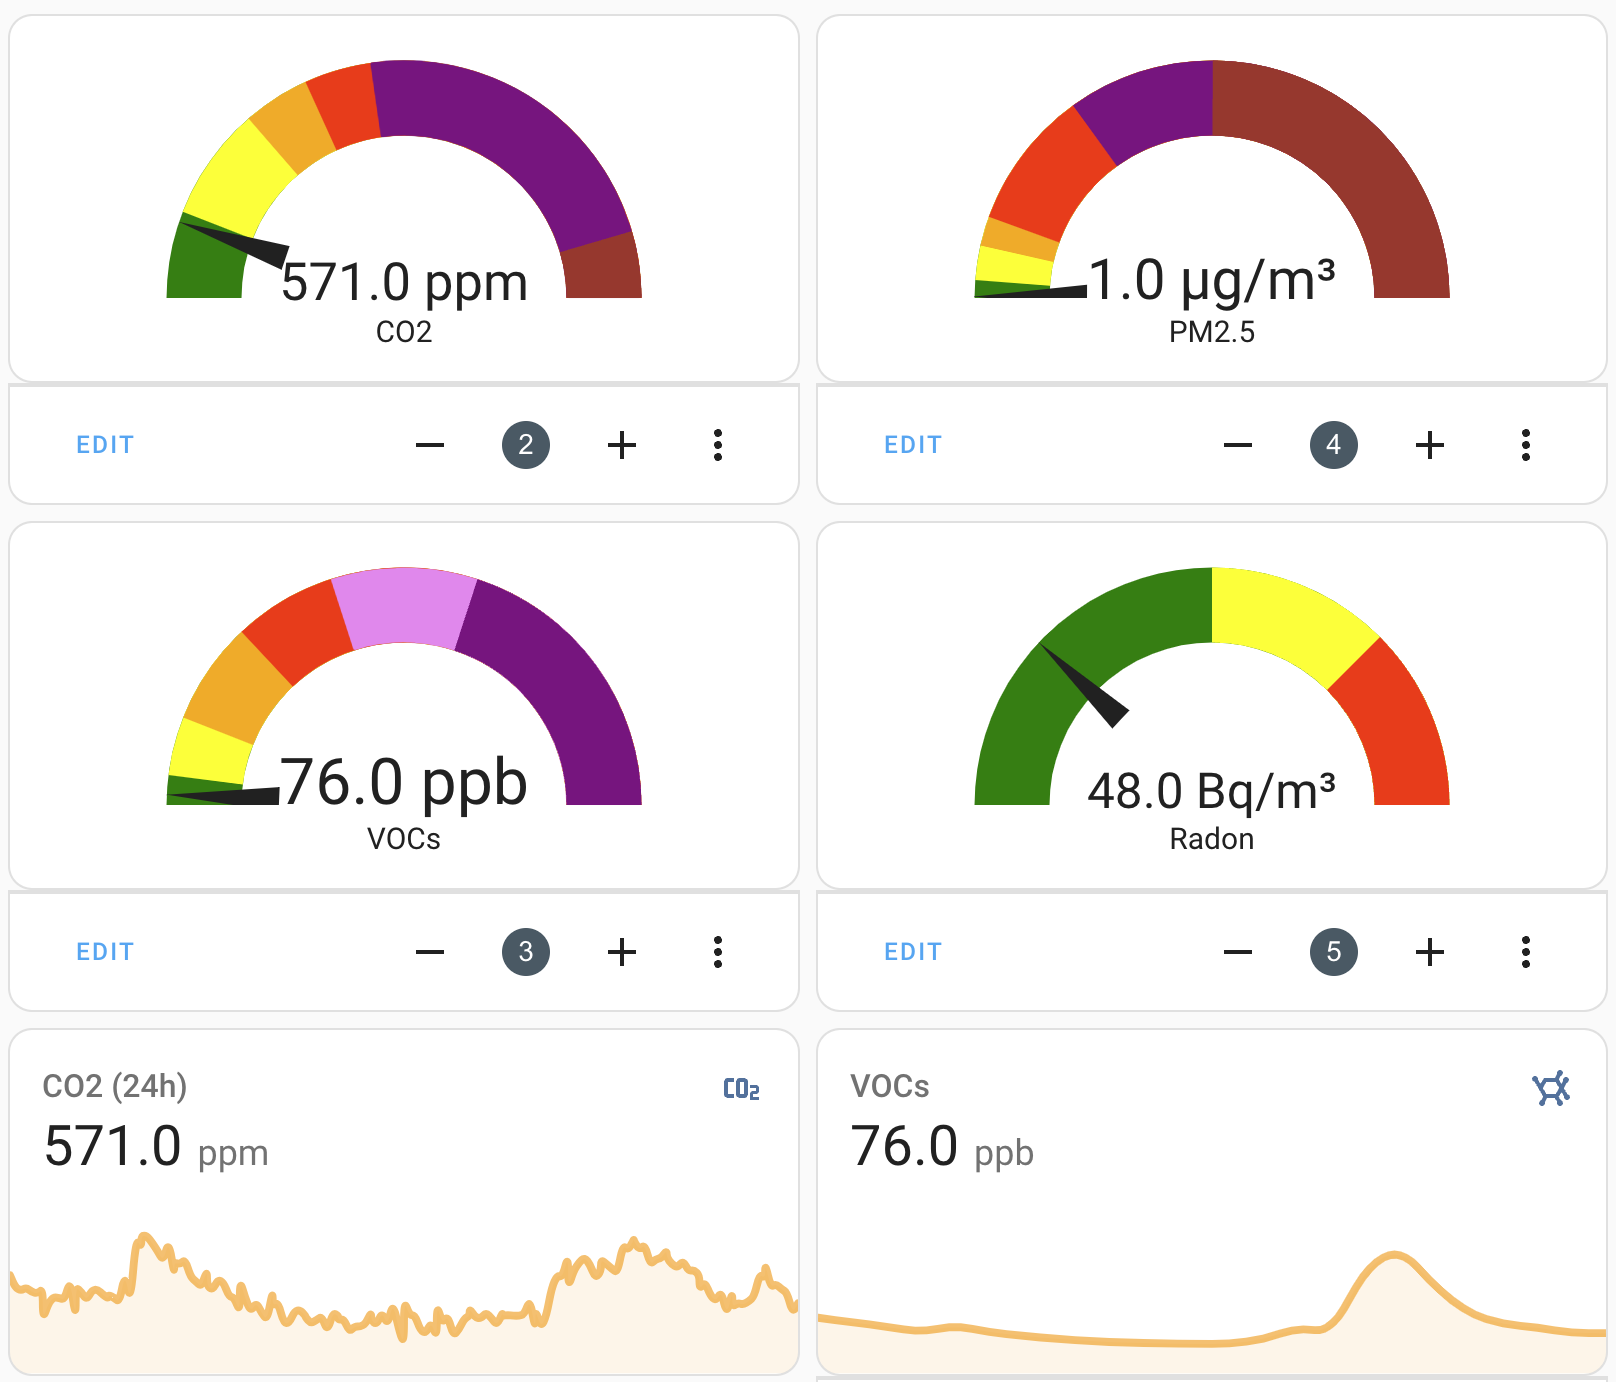 571.0 ppm
CO2
1.0 µg/m³
PM2.5
EDIT
2
EDIT
4
76.0 ppb
VOCs
48.0 Bq/m³
Radon
EDIT
3
EDIT
5
CO2 (24h)
CO₂
571.0 ppm
VOCs
76.0 ppb